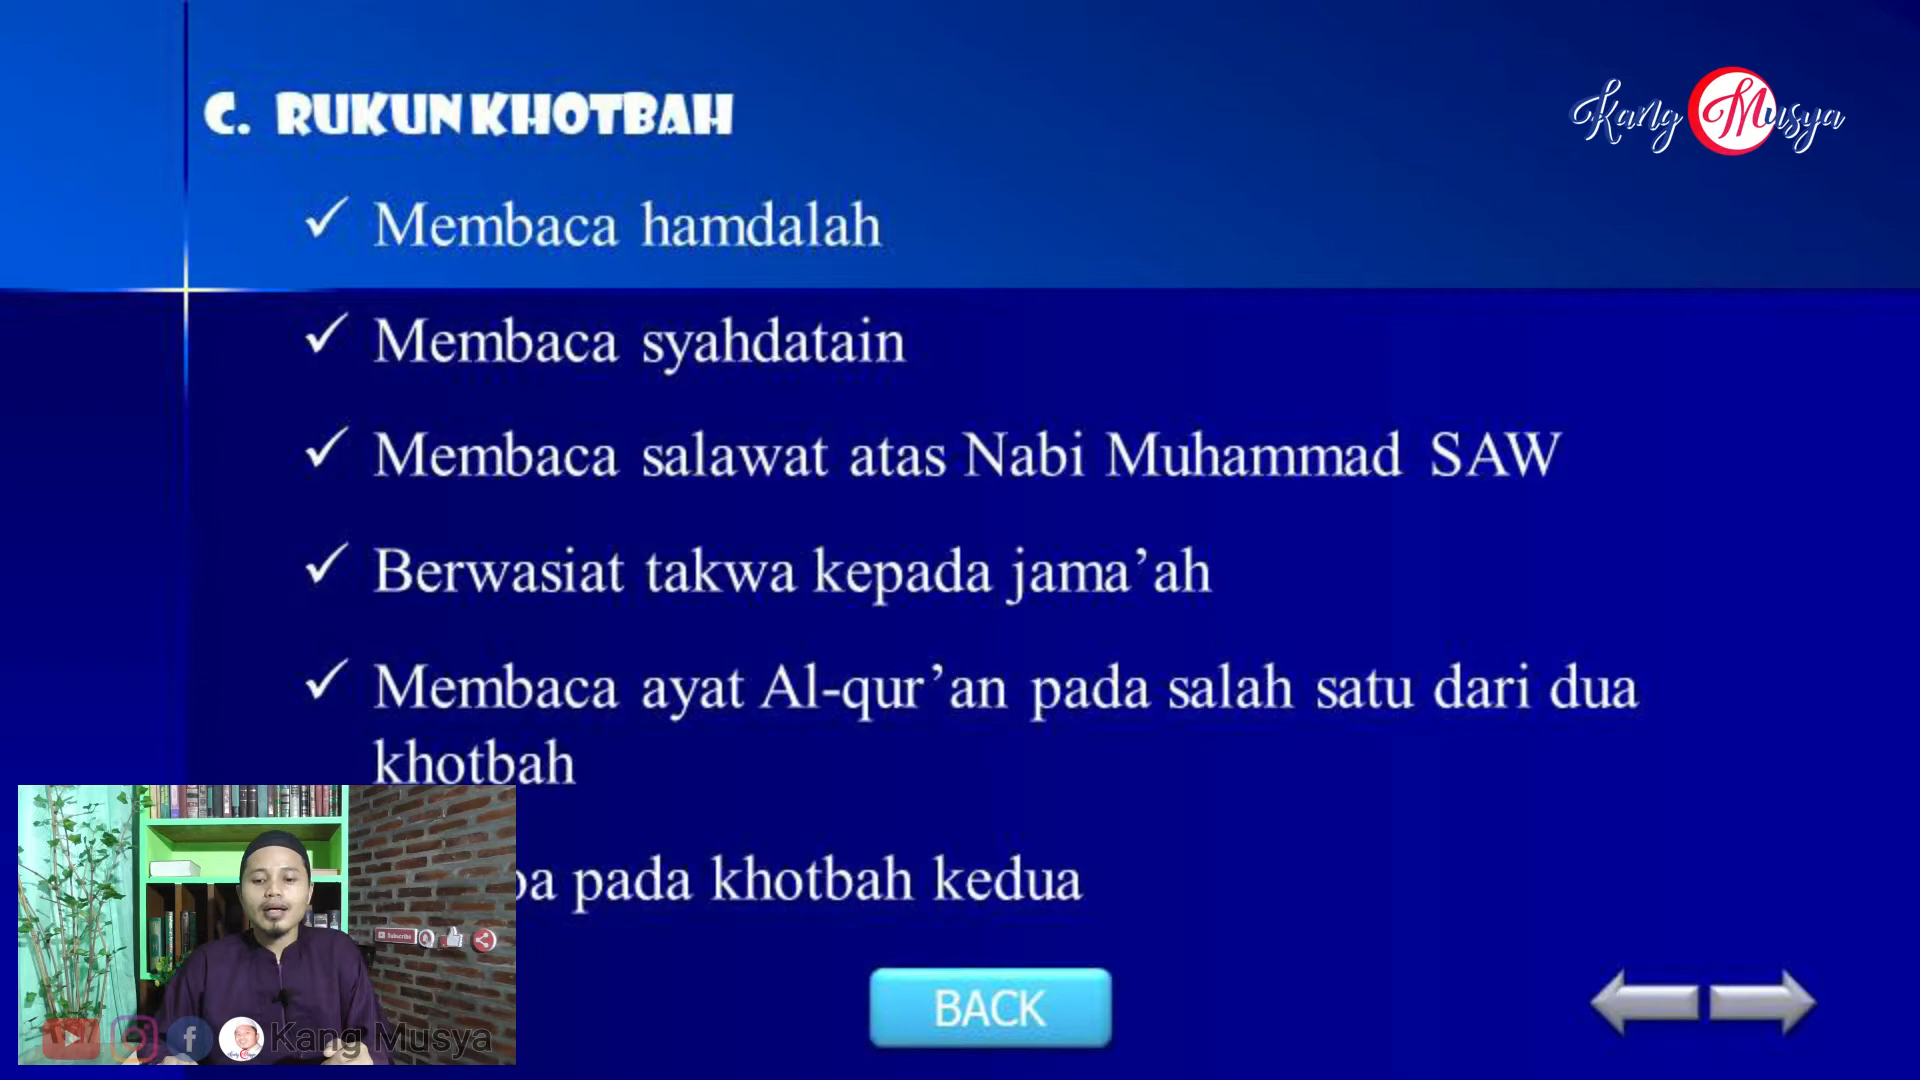 C. RUKUN KHOTBAH
Kang Musya
✓ Membaca hamdalah
✓ Membaca syahdatain
✓ Membaca salawat atas Nabi Muhammad SAW
✓ Berwasiat takwa kepada jama’ah
✓ Membaca ayat Al-qur’an pada salah satu dari dua
khotbah
pada khotbah kedua
Subscribe
BACK
Kang Musya